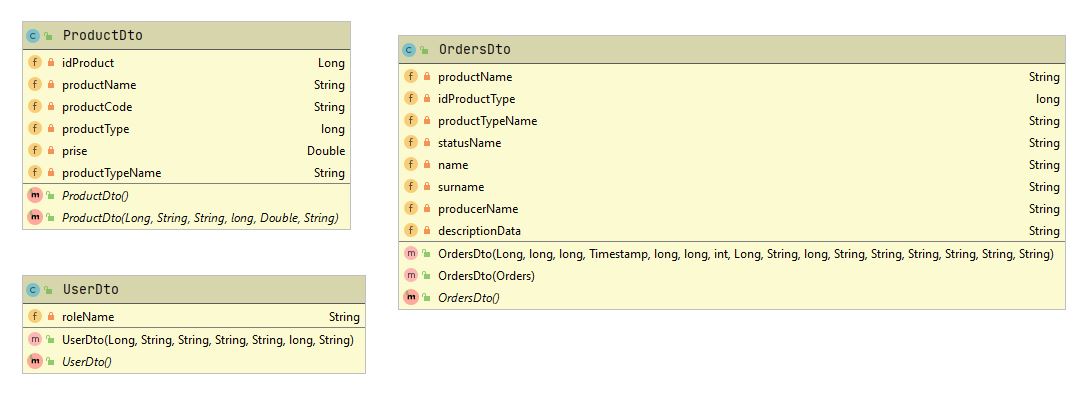 ProductDto
idProduct Long
productName String
productCode String
productType long
prise Double
productTypeName String
ProductDto()
ProductDto(Long, String, String, long, Double, String)
UserDto
roleName String
UserDto(Long, String, String, String, String, long, String)
UserDto()
OrdersDto
productName String
idProductType long
productTypeName String
statusName String
name String
surname String
producerName String
descriptionData String
OrdersDto(Long, long, long, Timestamp, long, long, int, Long, String, long, String, String, String, String, String, String)
OrdersDto(Orders)
OrdersDto()